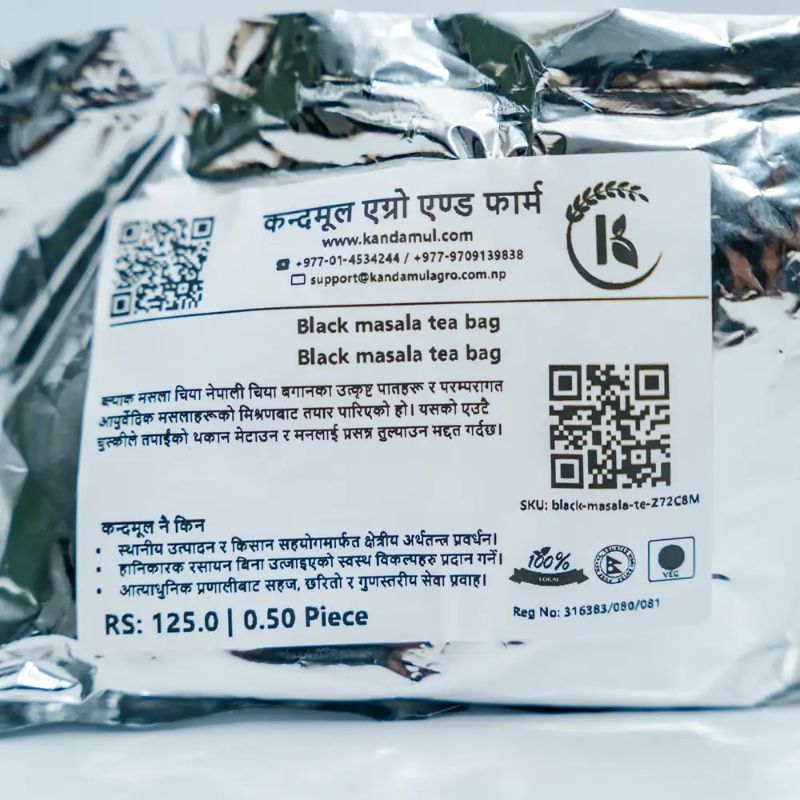 कन्दमूल एग्रो एण्ड फार्म
www.kandamul.com
+977-01-4534244 / +977-9709139838
support@kandamulagro.com.np
Black masala tea bag
Black masala tea bag
ब्ल्याक मसला चिया नेपाली चिया बगानका उत्कृष्ट पातहरू र परम्परागत
आयुर्वेदिक मसलाहरूको मिश्रणबाट तयार पारिएको हो। यसको एउटै
चुस्कीले तपाईंको थकान मेटाउन र मनलाई प्रसन्न तुल्याउन मद्दत गर्दछ।
SKU: black-masala-te-Z72C8M
कन्दमूल नै किन
• स्थानीय उत्पादन र किसान सहयोगमार्फत क्षेत्रीय अर्थतन्त्र प्रवर्धन।
• हानिकारक रसायन बिना उब्जाइएको स्वस्थ विकल्पहरु प्रदान गर्ने।
• आत्याधुनिक प्रणालीबाट सहज, छरितो र गुणस्तरीय सेवा प्रवाह।
100%
LOCAL
VEG
RS: 125.0 | 0.50 Piece
Reg No: 316383/080/081